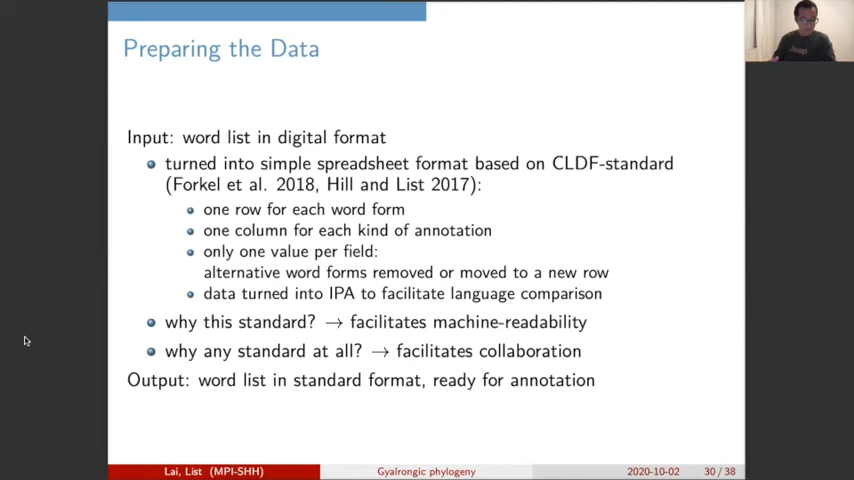 Preparing the Data
Input: word list in digital format
turned into simple spreadsheet format based on CLDF-standard
(Forkel et al. 2018, Hill and List 2017):
one row for each word form
one column for each kind of annotation
only one value per field:
alternative word forms removed or moved to a new row
data turned into IPA to facilitate language comparison
why this standard? → facilitates machine-readability
why any standard at all? → facilitates collaboration
Output: word list in standard format, ready for annotation
Lai, List (MPI-SHH) Gyalrongic phylogeny 2020-10-02 30 / 38